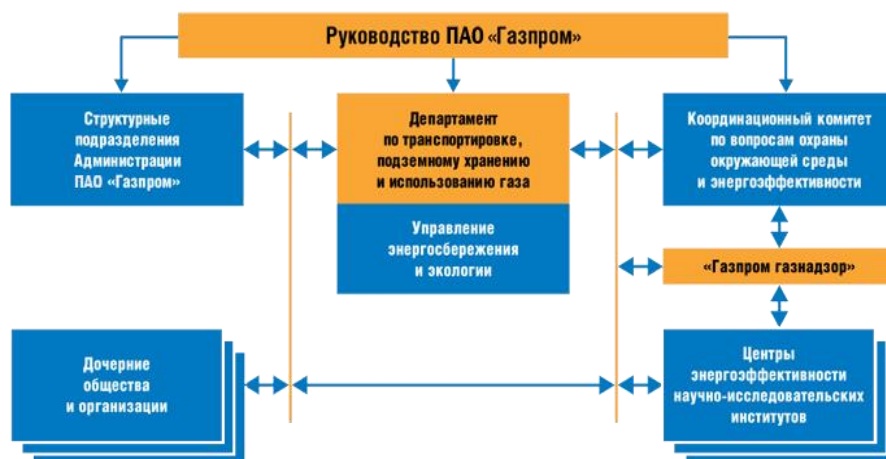 Руководство ПАО «Газпром»
Структурные
подразделения
Администрации
ПАО «Газпром»
Департамент
по транспортировке,
подземному хранению
и использованию газа
Координационный комитет
по вопросам охраны
окружающей среды
и энергоэффективности
Управление
энергосбережения
и экологии
«Газпром газнадзор»
Дочерние
общества
и организации
Центры
энергоэффективности
научно-исследовательских
институтов